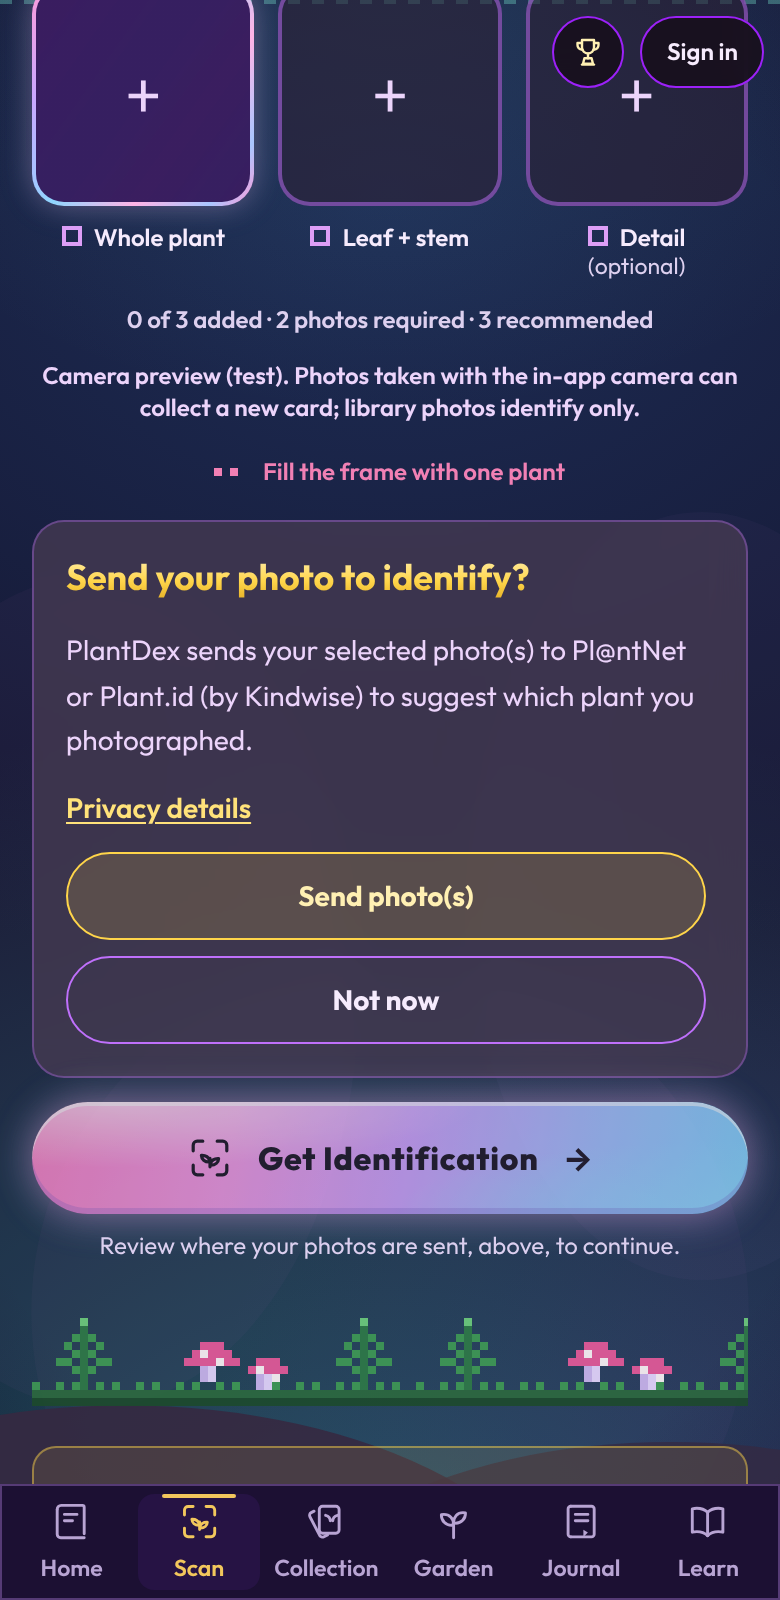 Sign in
Whole plant
Leaf + stem
Detail
(optional)
0 of 3 added · 2 photos required · 3 recommended
Camera preview (test). Photos taken with the in-app camera can
collect a new card; library photos identify only.
Fill the frame with one plant
Send your photo to identify?
PlantDex sends your selected photo(s) to Pl@ntNet
or Plant.id (by Kindwise) to suggest which plant you
photographed.
Privacy details
Send photo(s)
Not now
Get Identification →
Review where your photos are sent, above, to continue.
Home
Scan
Collection
Garden
Journal
Learn